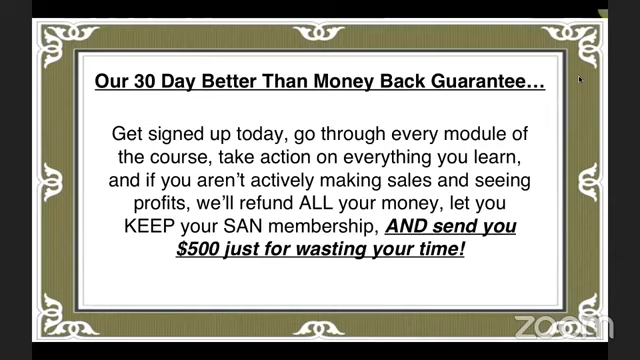 Our 30 Day Better Than Money Back Guarantee…
Get signed up today, go through every module of
the course, take action on everything you learn,
and if you aren't actively making sales and seeing
profits, we'll refund ALL your money, let you
KEEP your SAN membership, AND send you
$500 just for wasting your time!
zoom